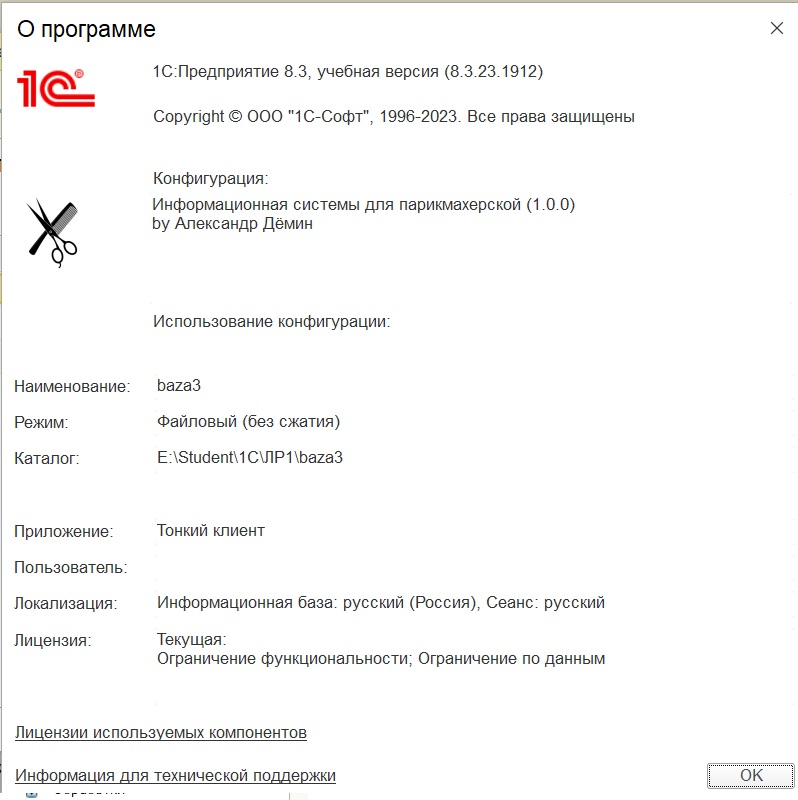 О программе
1С®
1С:Предприятие 8.3, учебная версия (8.3.23.1912)
Copyright © ООО "1С-Софт", 1996-2023. Все права защищены
Конфигурация:
Информационная системы для парикмахерской (1.0.0)
by Александр Дёмин
Использование конфигурации:
Наименование: baza3
Режим: Файловый (без сжатия)
Каталог: E:\Student\1C\ЛР1\baza3
Приложение: Тонкий клиент
Пользователь:
Локализация: Информационная база: русский (Россия), Сеанс: русский
Лицензия: Текущая:
Ограничение функциональности; Ограничение по данным
Лицензии используемых компонентов
Информация для технической поддержки
OK